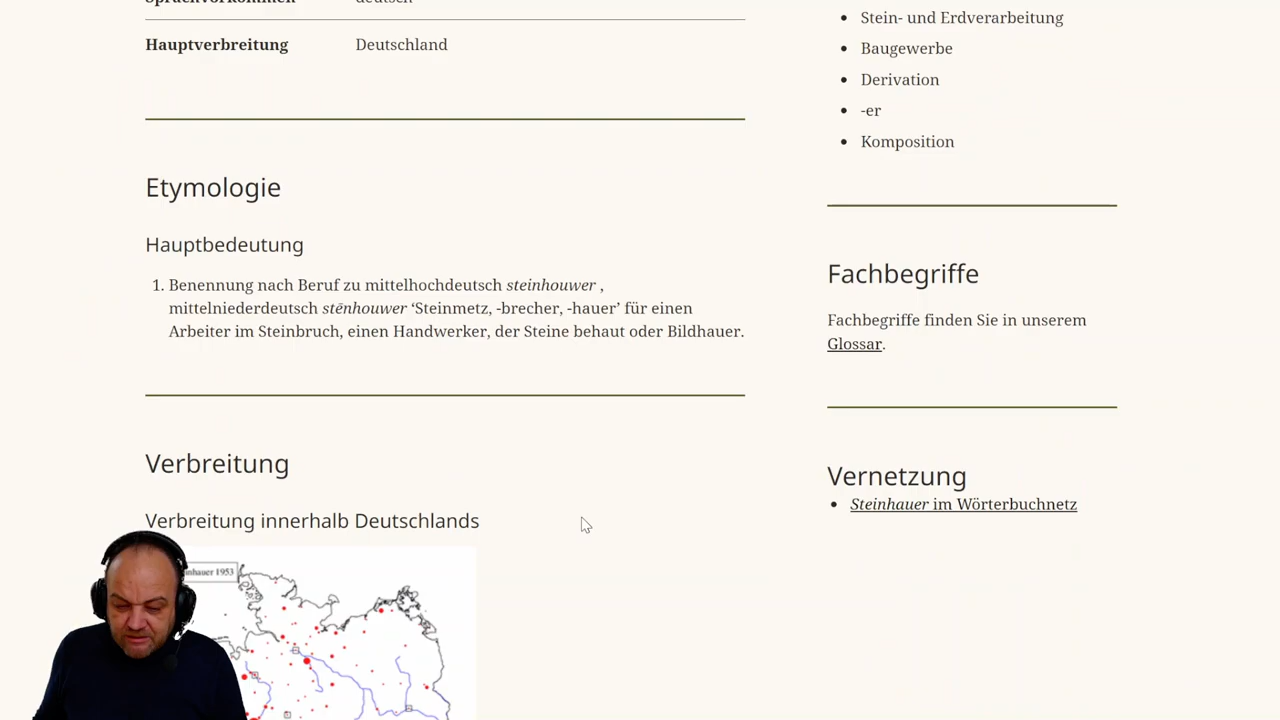 deutsch
Hauptverbreitung Deutschland
Etymologie
Hauptbedeutung
1. Benennung nach Beruf zu mittelhochdeutsch steinhouwer ,
mittelniederdeutsch stēnhouwer ‘Steinmetz, -brecher, -hauer’ für einen
Arbeiter im Steinbruch, einen Handwerker, der Steine behaut oder Bildhauer.
Verbreitung
Verbreitung innerhalb Deutschlands
1953
Stein- und Erdverarbeitung
Baugewerbe
Derivation
-er
Komposition
Fachbegriffe
Fachbegriffe finden Sie in unserem
Glossar.
Vernetzung
Steinhauer im Wörterbuchnetz